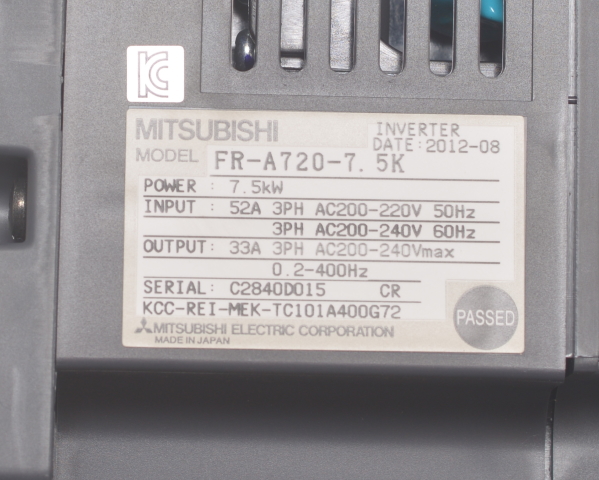 MITSUBISHI
INVERTER
DATE:2012-08
MODEL FR-A720-7.5K
POWER : 7.5kW
INPUT : 52A 3PH AC200-220V 50Hz
3PH AC200-240V 60Hz
OUTPUT: 33A 3PH AC200-240Vmax
0.2-400Hz
SERIAL: C2840D015 CR
KCC-REI-MEK-TC101A400G72
PASSED
MITSUBISHI ELECTRIC CORPORATION
MADE IN JAPAN